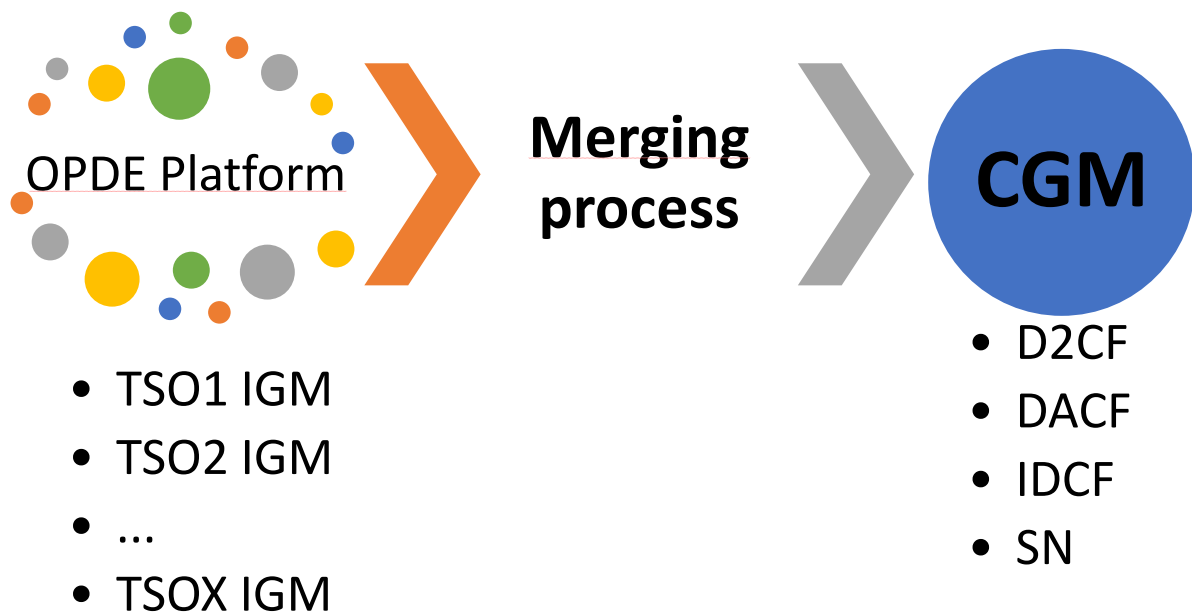 OPDE Platform
• TSO1 IGM
• TSO2 IGM
• ...
• TSOX IGM
Merging
process
CGM
• D2CF
• DACF
• IDCF
• SN